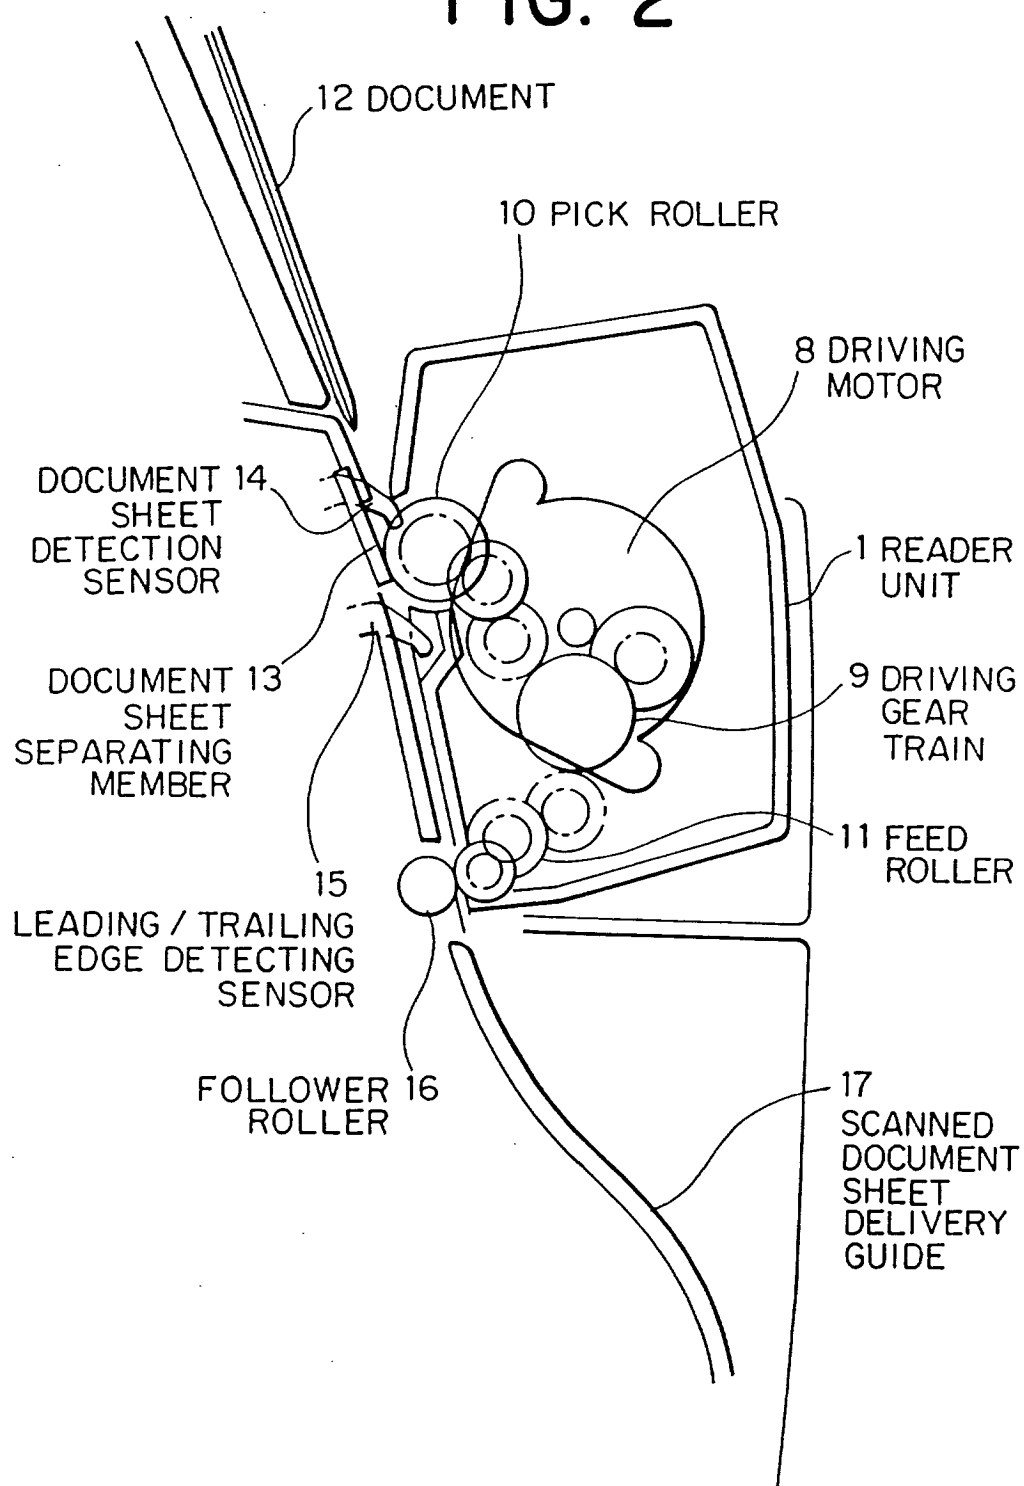 FIG. 2
12 DOCUMENT
10 PICK ROLLER
8 DRIVING
MOTOR
DOCUMENT 14
SHEET
DETECTION
SENSOR
1 READER
UNIT
DOCUMENT 13
SHEET
SEPARATING
MEMBER
9 DRIVING
GEAR
TRAIN
11 FEED
ROLLER
15
LEADING / TRAILING
EDGE DETECTING
SENSOR
FOLLOWER 16
ROLLER
17
SCANNED
DOCUMENT
SHEET
DELIVERY
GUIDE